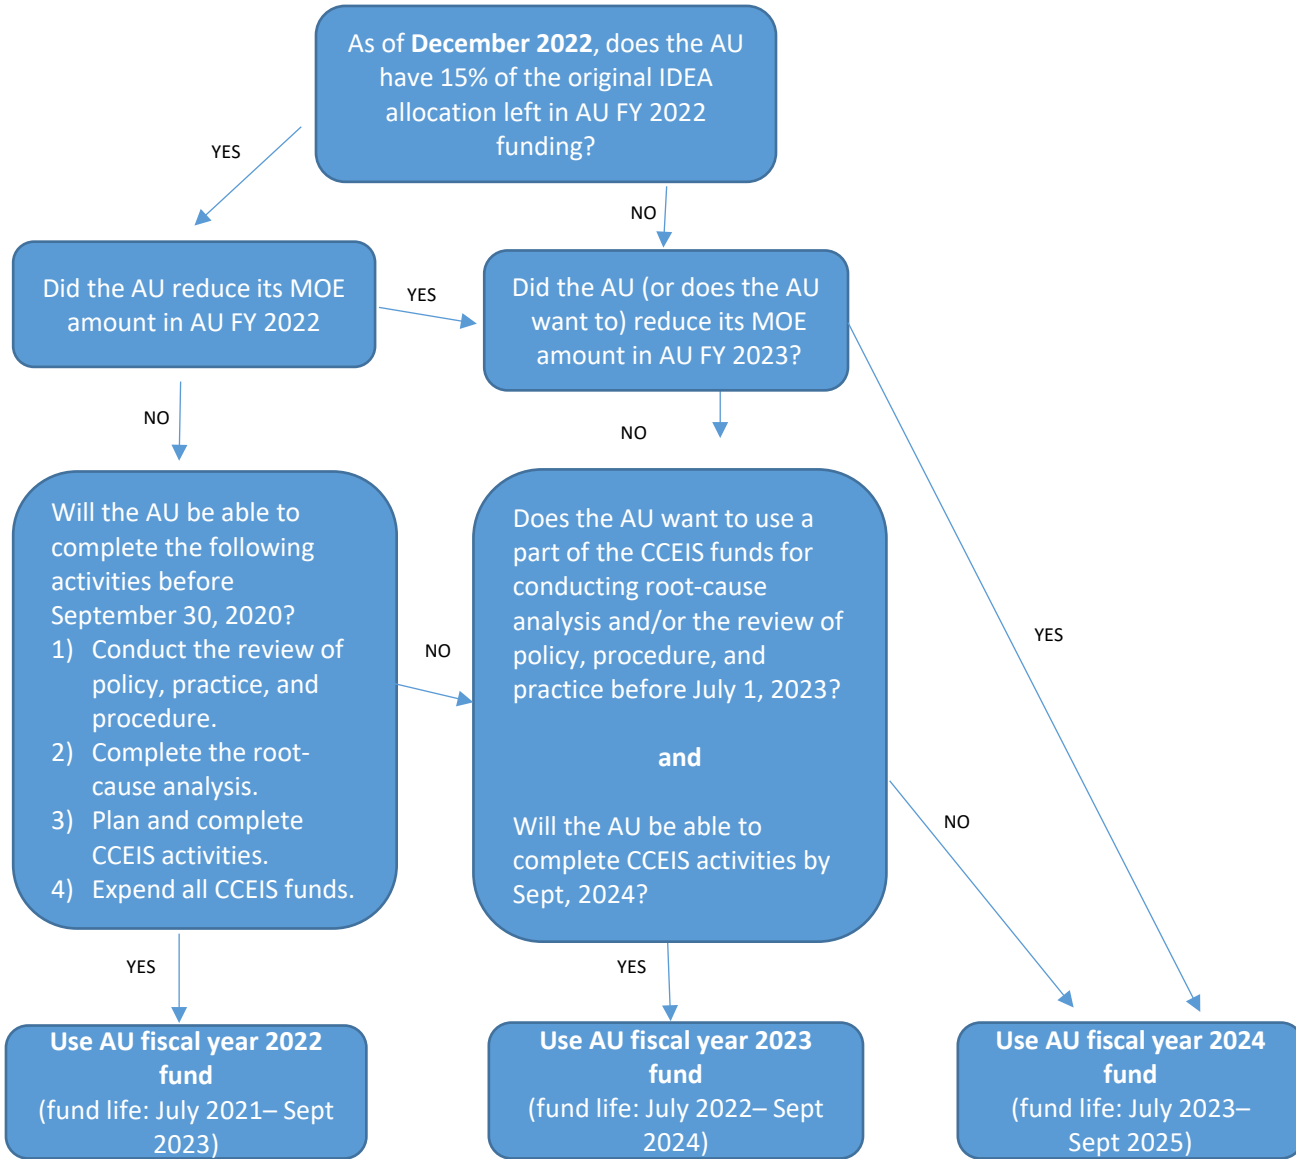 As of December 2022, does the AU
have 15% of the original IDEA
allocation left in AU FY 2022
funding?
YES
NO
Did the AU reduce its MOE
amount in AU FY 2022
YES
Did the AU (or does the AU
want to) reduce its MOE
amount in AU FY 2023?
NO
NO
Will the AU be able to
complete the following
activities before
September 30, 2020?
1) Conduct the review of
policy, practice, and
procedure.
2) Complete the root-
cause analysis.
3) Plan and complete
CCEIS activities.
4) Expend all CCEIS funds.
NO
Does the AU want to use a
part of the CCEIS funds for
conducting root-cause
analysis and/or the review of
policy, procedure, and
practice before July 1, 2023?
and
Will the AU be able to
complete CCEIS activities by
Sept, 2024?
YES
NO
YES
YES
Use AU fiscal year 2022
fund
(fund life: July 2021– Sept
2023)
Use AU fiscal year 2023
fund
(fund life: July 2022– Sept
2024)
Use AU fiscal year 2024
fund
(fund life: July 2023–
Sept 2025)